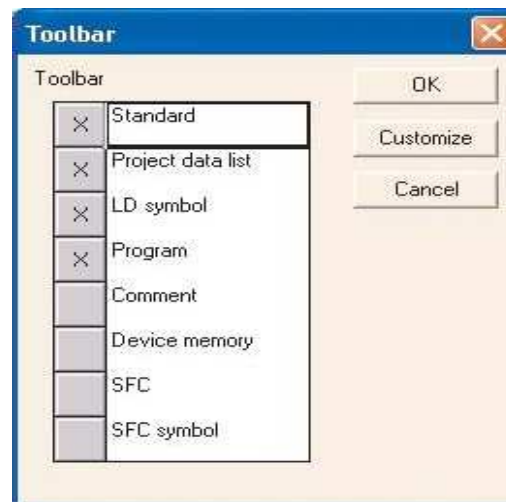 Toolbar
Toolbar
X Standard
X Project data list
X LD symbol
X Program
Comment
Device memory
SFC
SFC symbol
OK
Customize
Cancel